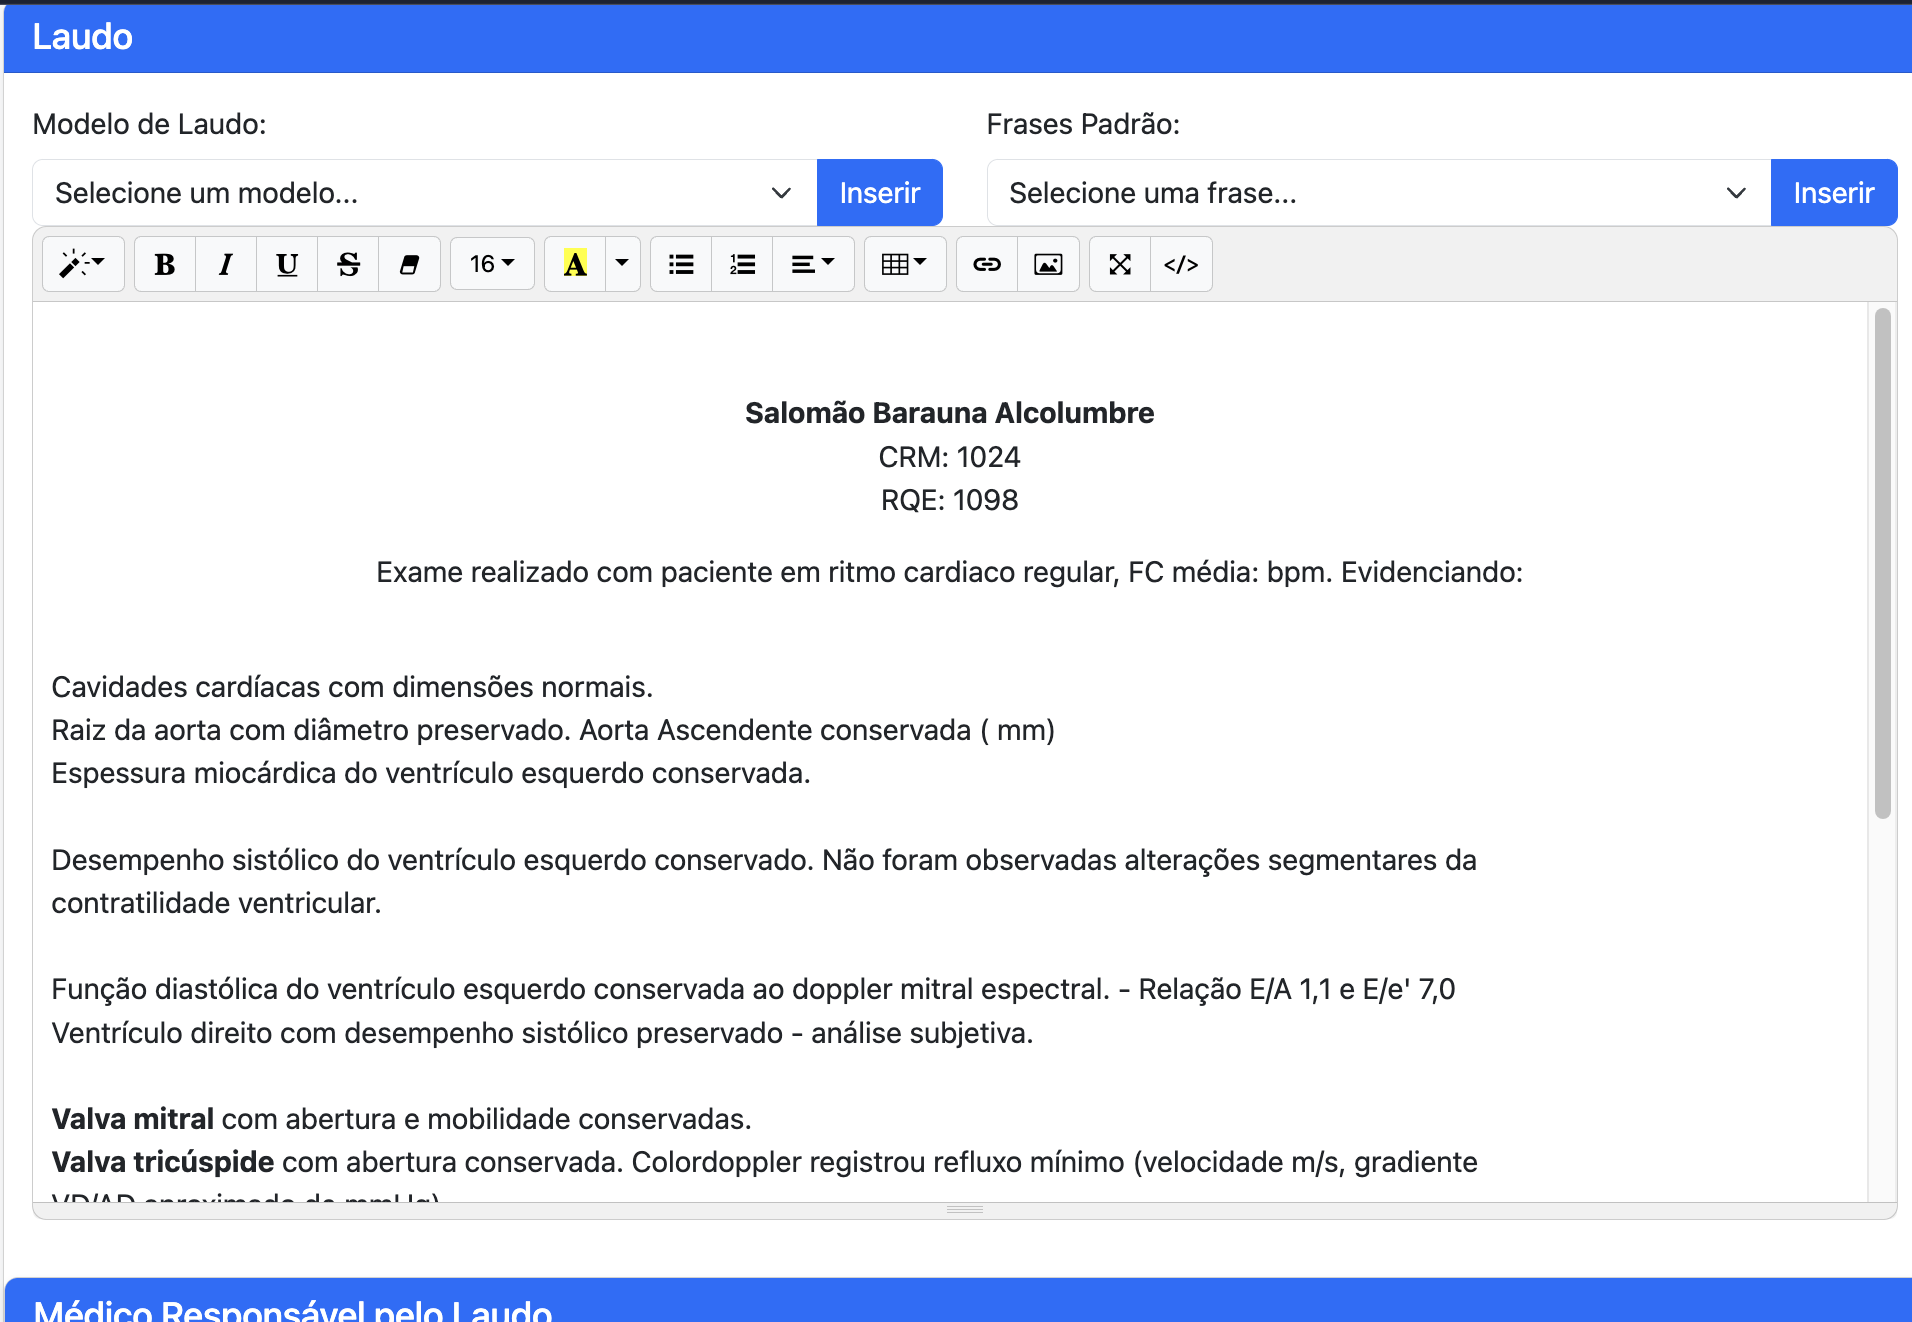 Laudo
Modelo de Laudo:
Frases Padrão:
Selecione um modelo...
Inserir
Selecione uma frase...
Inserir
B I U S 16 A </>
Salomão Barauna Alcolumbre
CRM: 1024
RQE: 1098
Exame realizado com paciente em ritmo cardiaco regular, FC média: bpm. Evidenciando:
Cavidades cardíacas com dimensões normais.
Raiz da aorta com diâmetro preservado. Aorta Ascendente conservada ( mm)
Espessura miocárdica do ventrículo esquerdo conservada.
Desempenho sistólico do ventrículo esquerdo conservado. Não foram observadas alterações segmentares da
contratilidade ventricular.
Função diastólica do ventrículo esquerdo conservada ao doppler mitral espectral. - Relação E/A 1,1 e E/e' 7,0
Ventrículo direito com desempenho sistólico preservado - análise subjetiva.
Valva mitral com abertura e mobilidade conservadas.
Valva tricúspide com abertura conservada. Colordoppler registrou refluxo mínimo (velocidade m/s, gradiente
VD/AD aproximado de mmHg)
Médico Responsável pelo Laudo